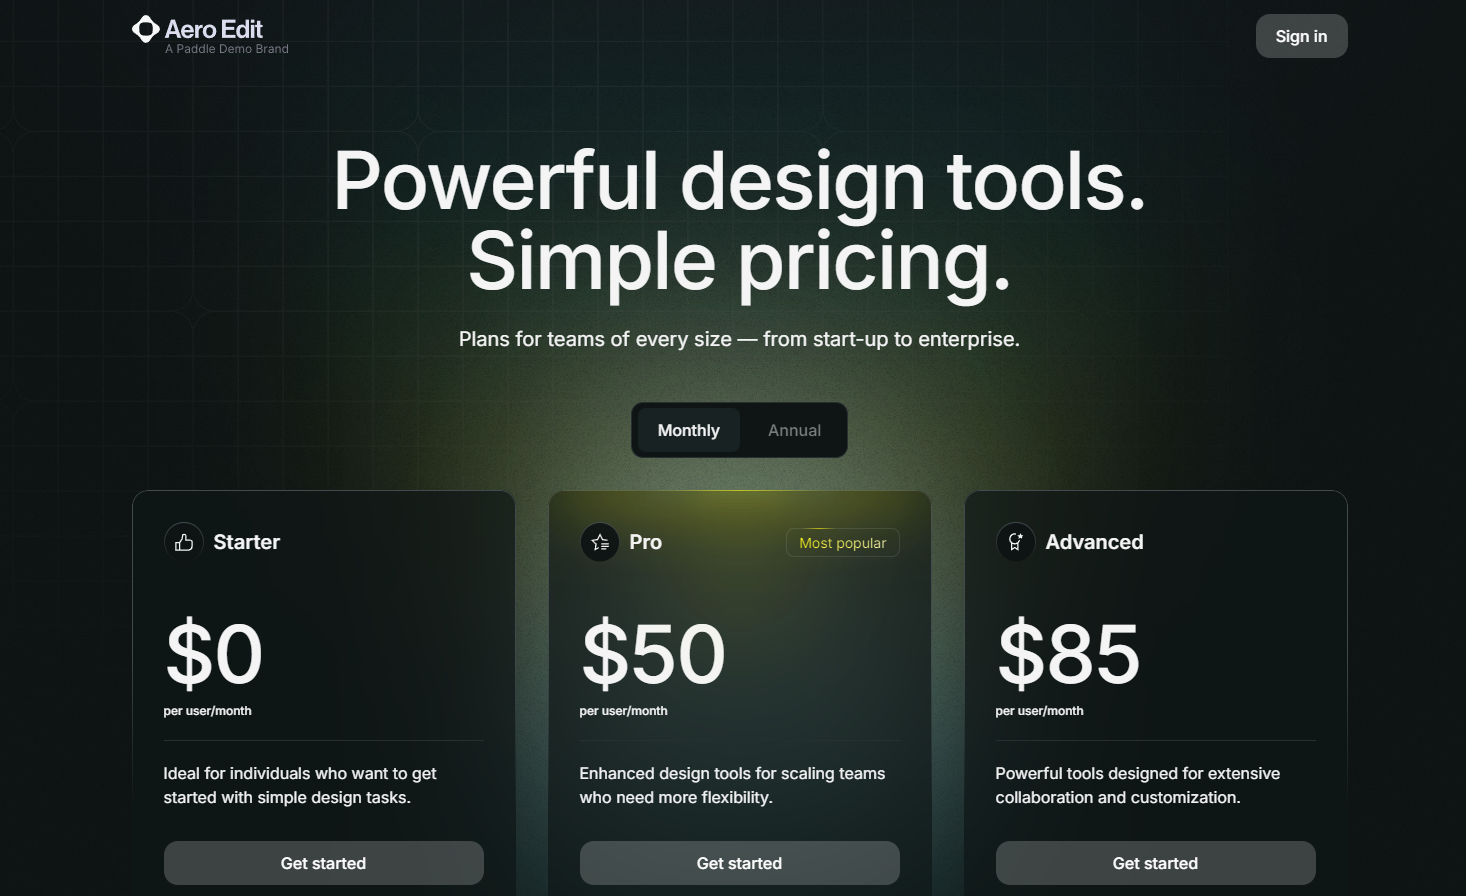 Aero Edit
A Paddle Demo Brand
Sign in
Powerful design tools.
Simple pricing.
Plans for teams of every size — from start-up to enterprise.
Monthly
Annual
Starter
$0
per user/month
Ideal for individuals who want to get
started with simple design tasks.
Get started
Pro
Most popular
$50
per user/month
Enhanced design tools for scaling teams
who need more flexibility.
Get started
Advanced
$85
per user/month
Powerful tools designed for extensive
collaboration and customization.
Get started